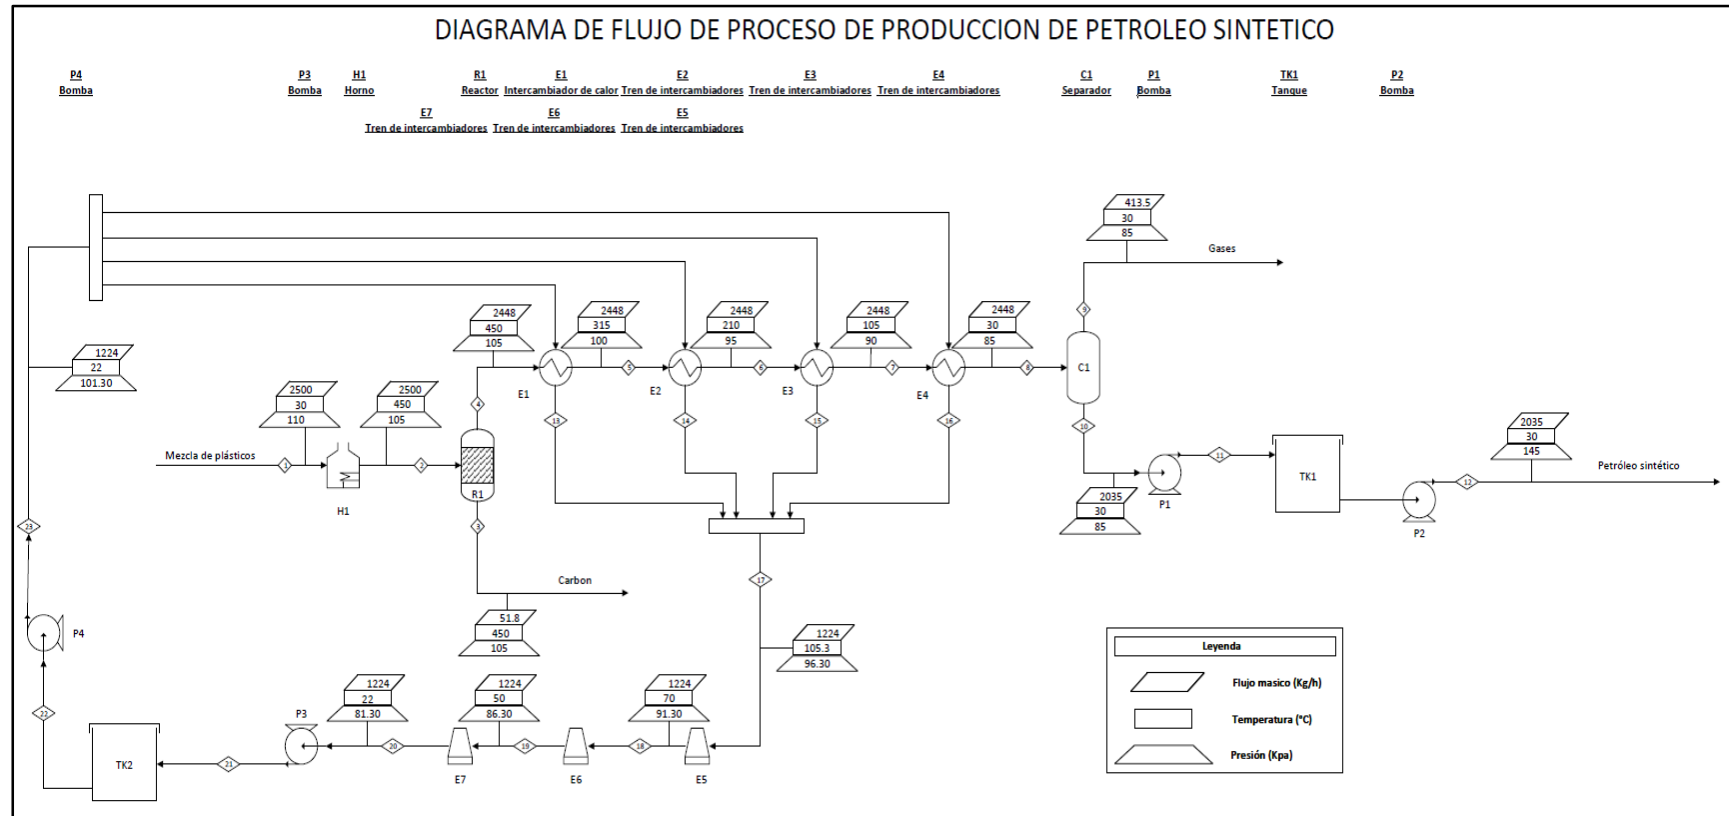 DIAGRAMA DE FLUJO DE PROCESO DE PRODUCCION DE PETROLEO SINTETICO
P4 P3 H1 R1 E1 E2 E3 E4 C1 P1 TK1 P2
Bomba Bomba Horno Reactor Intercambiador de calor Tren de intercambiadores Tren de intercambiadores Tren de intercambiadores Separador Bomba Tanque Bomba
E7 E6 E5
Tren de intercambiadores Tren de intercambiadores Tren de intercambiadores
413.5
30
85
Gases
9
2448
450
105
2448
315
100
2448
210
95
2448
105
90
2448
30
85
1224
22
101.30
E1
5
E2
6
E3
7
E4
8
C1
2500
30
110
2500
450
105
4
13
14
15
16
10
Mezcla de plásticos
1
H1
2
R1
3
2035
30
85
P1
11
TK1
P2
12
2035
30
145
Petróleo sintético
23
17
Carbon
51.8
450
105
P4
1224
105.3
96.30
22
TK2
21
P3
1224
22
81.30
20
E7
1224
50
86.30
19
E6
1224
70
91.30
18
E5
Leyenda
Flujo masico (Kg/h)
Temperatura (°C)
Presión (Kpa)